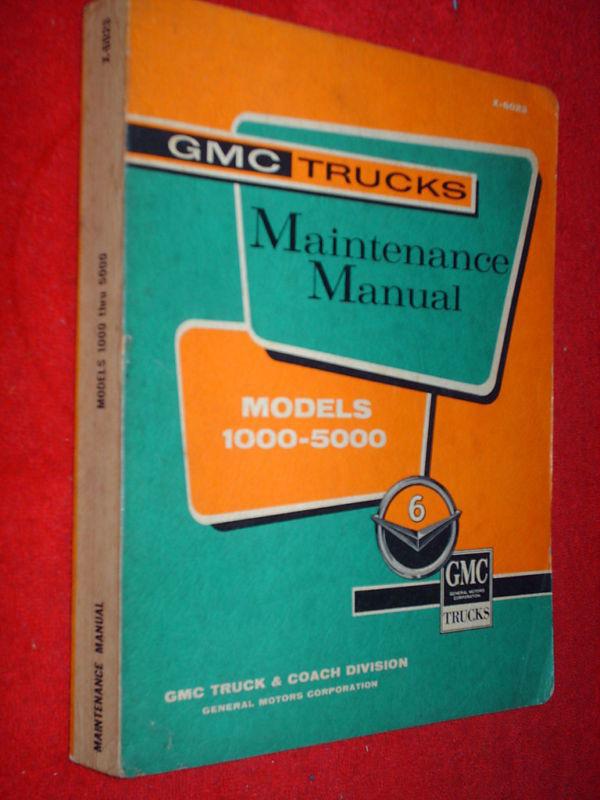 X-6023
GMC TRUCKS
Maintenance
Manual
MODELS
1000-5000
6
GMC
GENERAL MOTORS
CORPORATION
TRUCKS
GMC TRUCK & COACH DIVISION
GENERAL MOTORS CORPORATION
X-6023
MODELS 1000 thru 5000
MAINTENANCE MANUAL